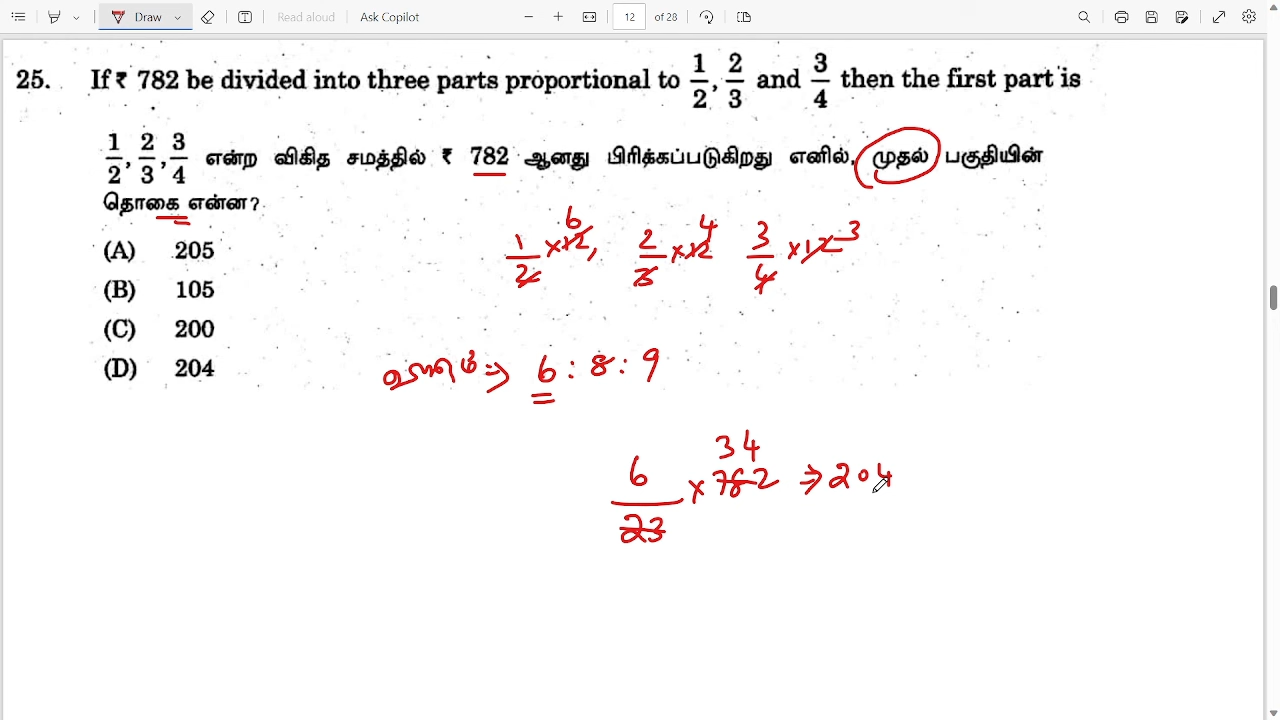 Draw Read aloud Ask Copilot 12 of 28
25. If ₹ 782 be divided into three parts proportional to 1/2, 2/3 and 3/4 then the first part is
1/2, 2/3, 3/4 என்ற விகித சமத்தில் ₹ 782 ஆனது பிரிக்கப்படுகிறது எனில், முதல் பகுதியின்
தொகை என்ன?
(A) 205
(B) 105
(C) 200
(D) 204
6 4 3
1/2 × 12, 2/3 × 12 3/4 × 12
⇒ 6 : 8 : 9
34
6/23 × 782 ⇒ 204